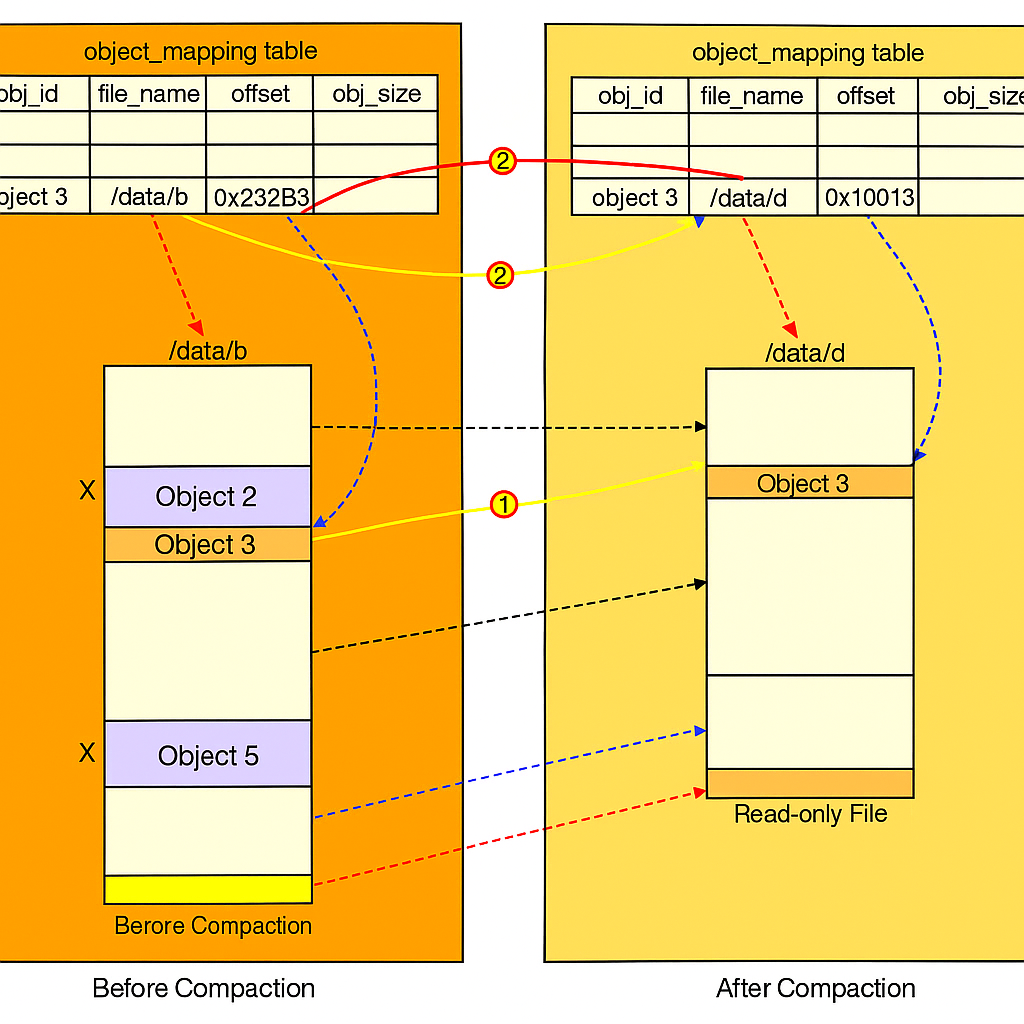 object_mapping table
obj_id file_name offset obj_size
object 3 /data/b 0x232B3
/data/b
X Object 2
Object 3
X Object 5
Berore Compaction
Before Compaction
2
2
1
object_mapping table
obj_id file_name offset obj_size
object 3 /data/d 0x10013
/data/d
Object 3
Read-only File
After Compaction